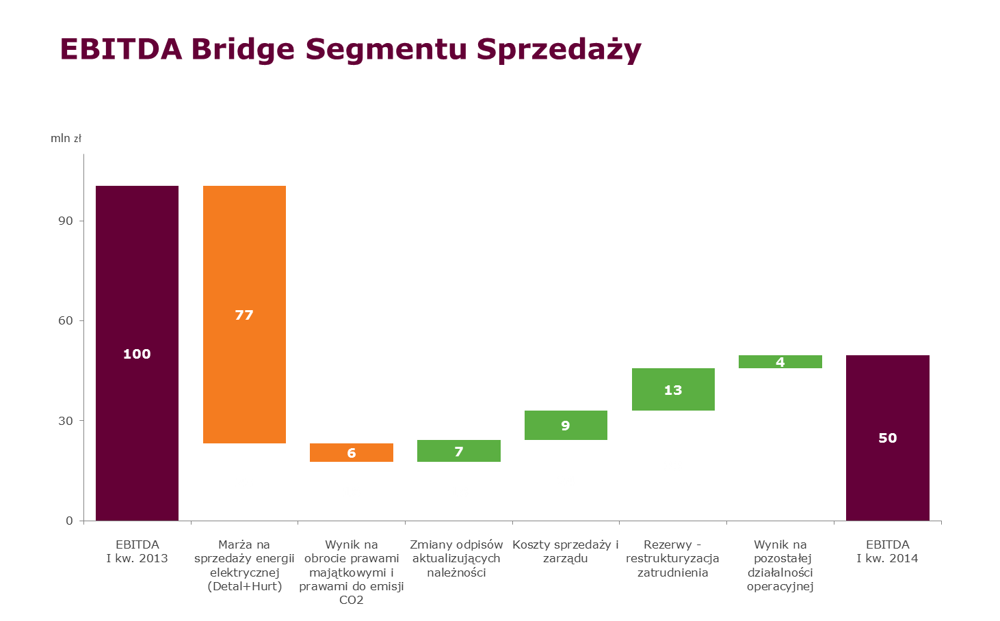 EBITDA Bridge Segmentu Sprzedaży
mln zł
90
60
30
0
100
77
6
7
9
13
4
50
EBITDA
I kw. 2013
Marża na
sprzedaży energii
elektrycznej
(Detal+Hurt)
Wynik na
obrocie prawami
majątkowymi i
prawami do emisji
CO2
Zmiany odpisów
aktualizujących
należności
Koszty sprzedaży i
zarządu
Rezerwy -
restrukturyzacja
zatrudnienia
Wynik na
pozostałej
działalności
operacyjnej
EBITDA
I kw. 2014